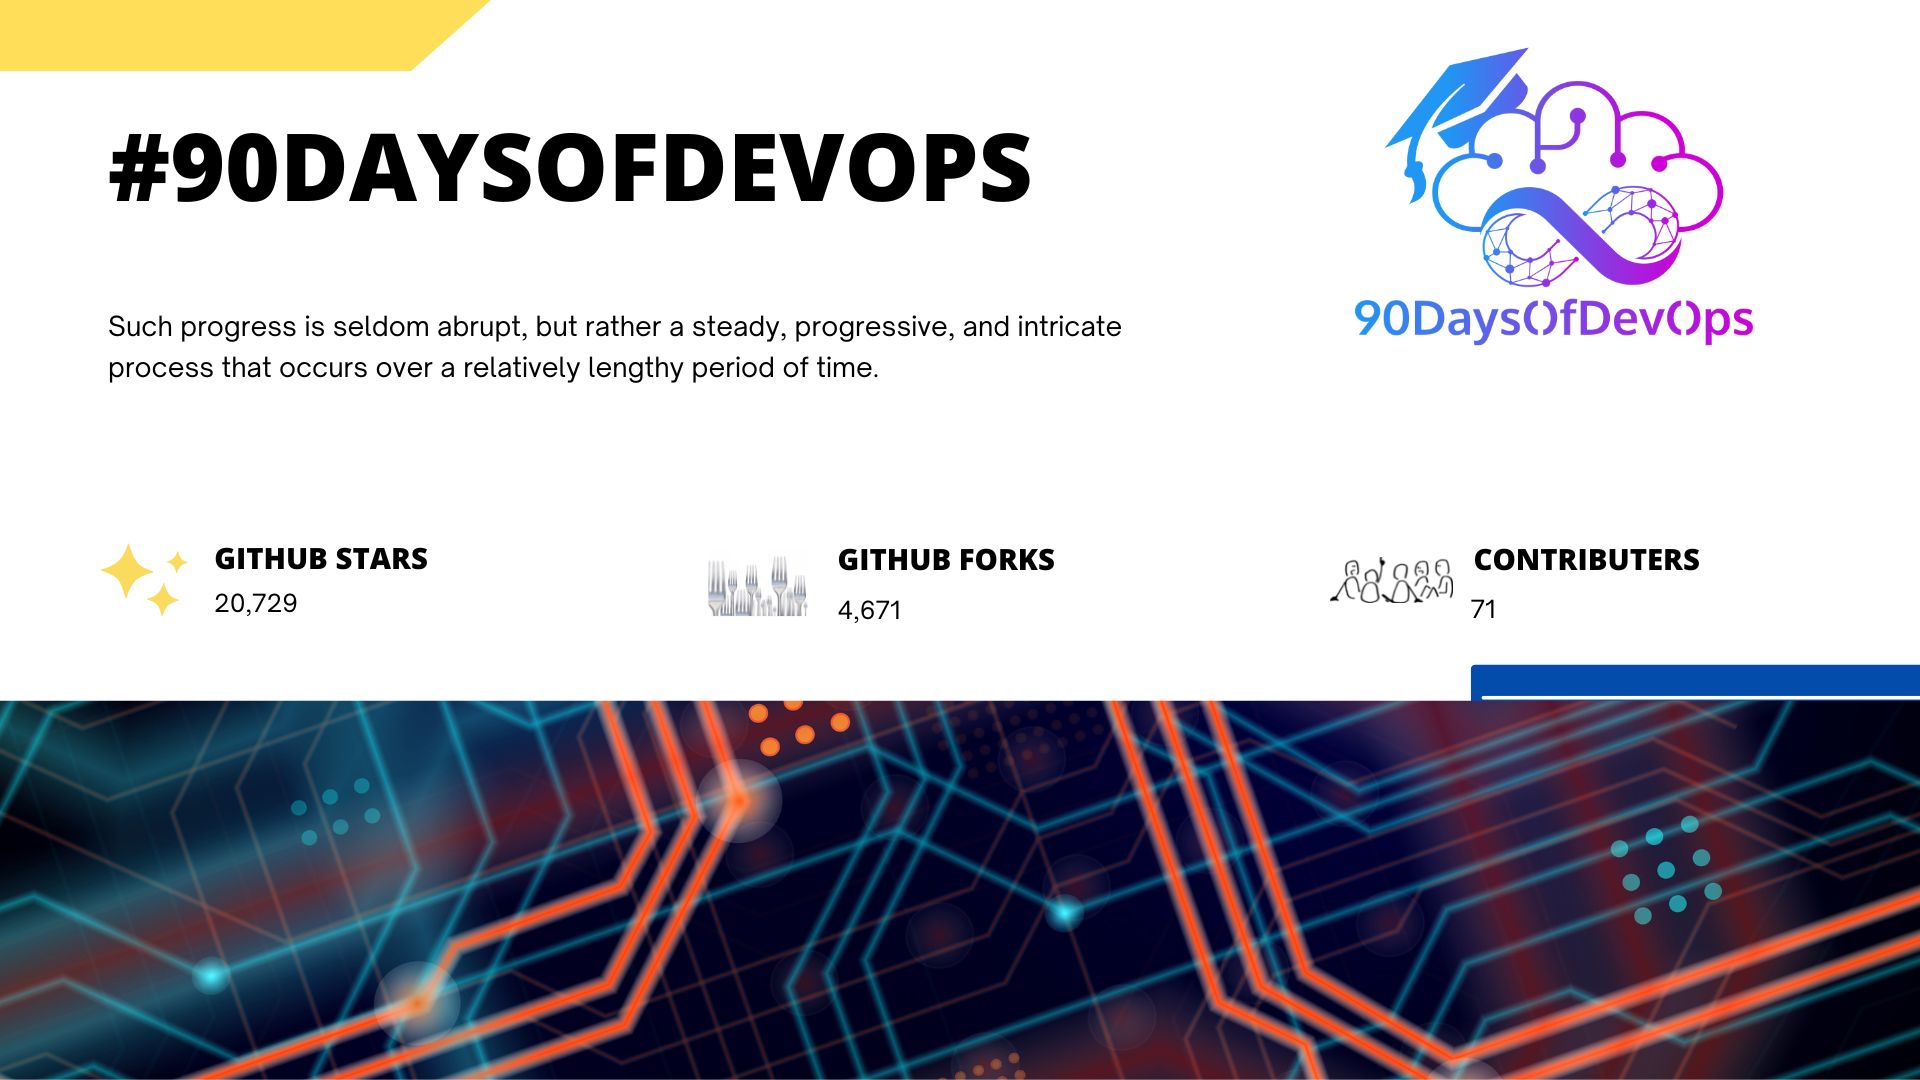 #90DAYSOFDEVOPS
90DaysOfDevOps
Such progress is seldom abrupt, but rather a steady, progressive, and intricate
process that occurs over a relatively lengthy period of time.
GITHUB STARS
20,729
GITHUB FORKS
4,671
CONTRIBUTERS
71